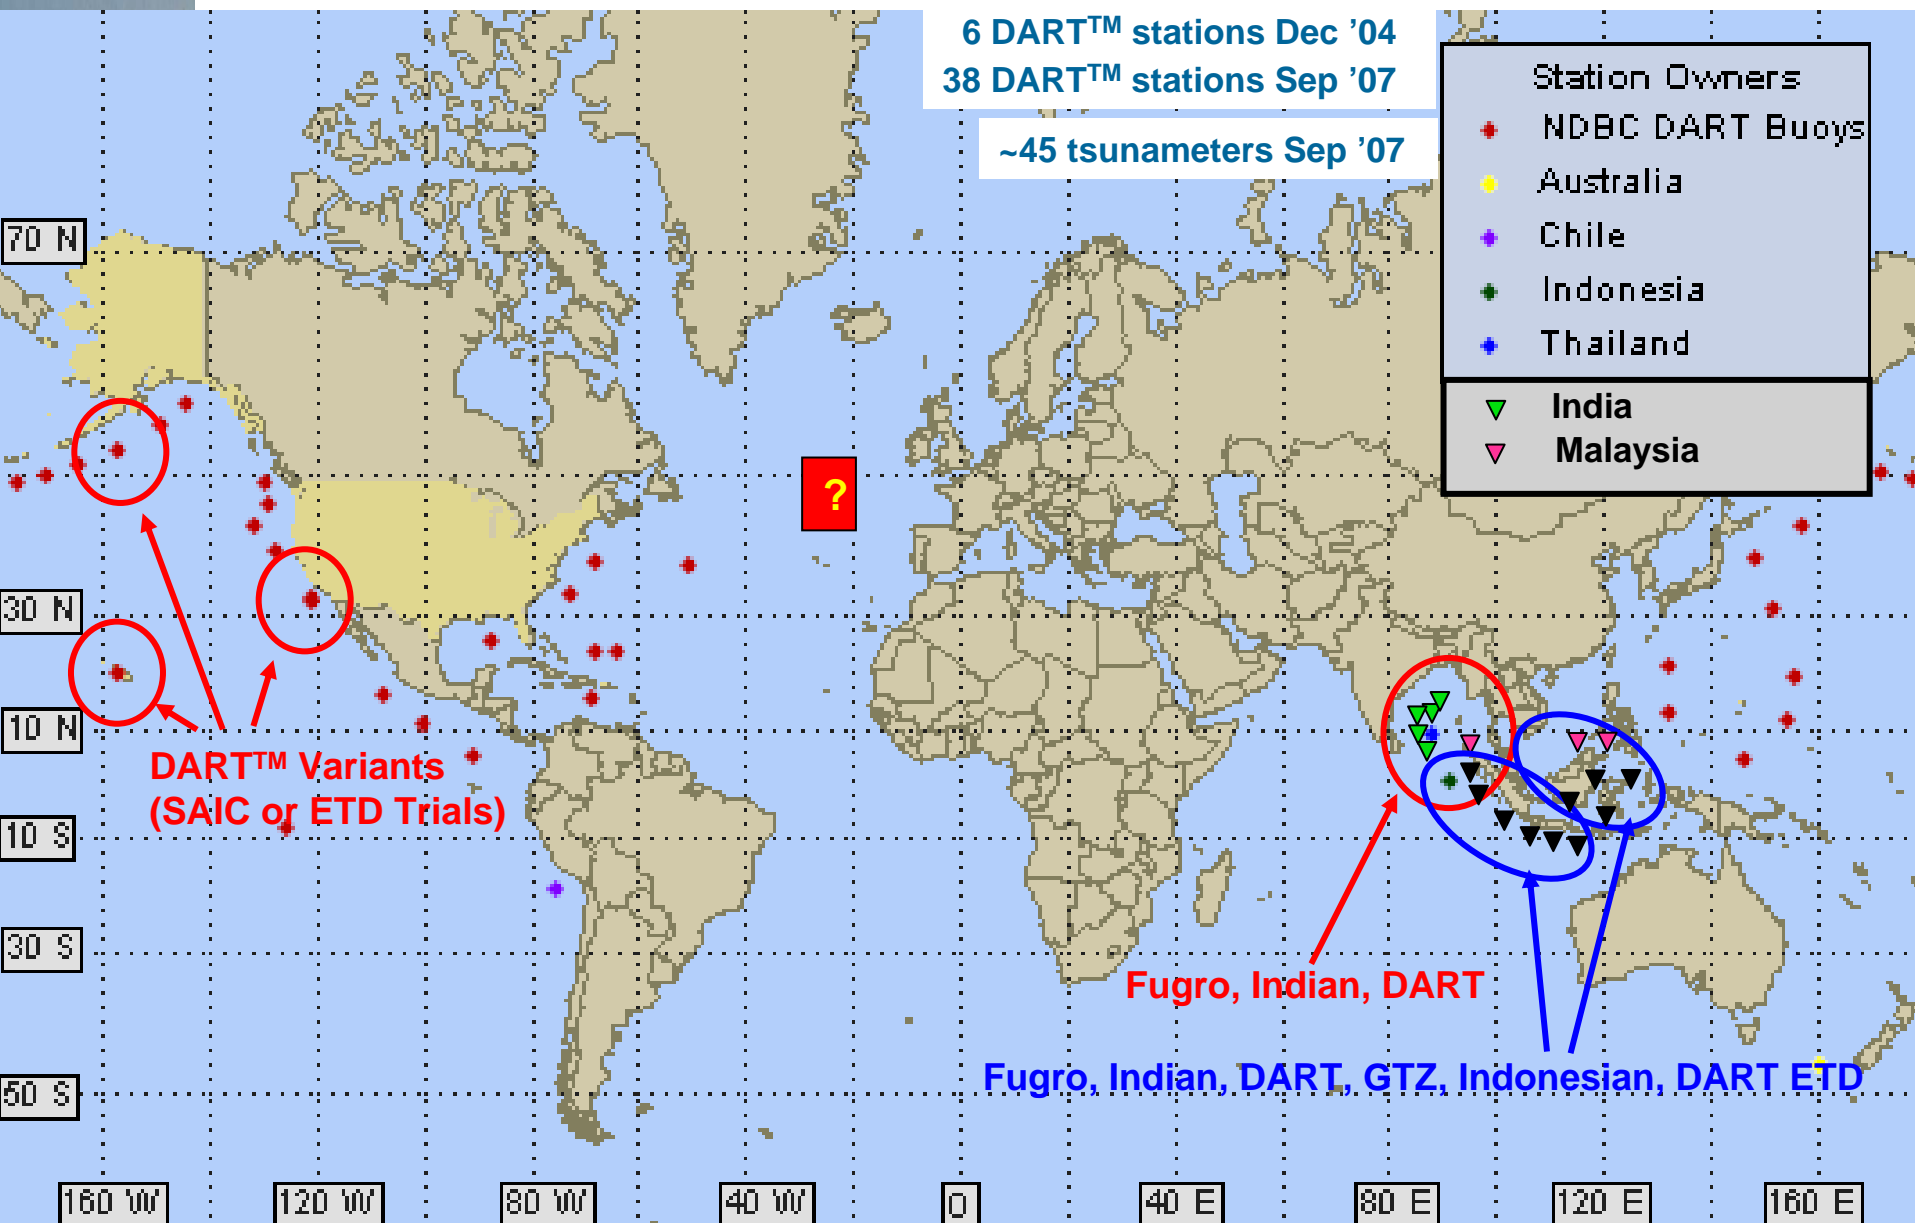 6 DART™ stations Dec ’04
38 DART™ stations Sep ’07
~45 tsunameters Sep ’07
Station Owners
NDBC DART Buoys
Australia
Chile
Indonesia
Thailand
India
Malaysia
70 N
?
30 N
10 N
DART™ Variants
(SAIC or ETD Trials)
10 S
30 S
Fugro, Indian, DART
Fugro, Indian, DART, GTZ, Indonesian, DART ETD
50 S
160 W
120 W
80 W
40 W
0
40 E
80 E
120 E
160 E